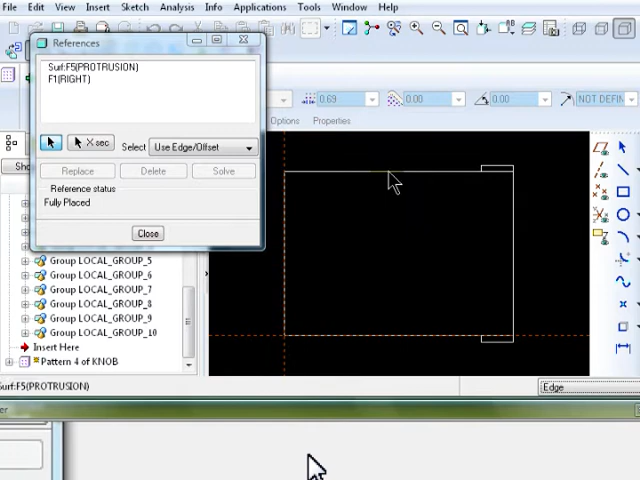 File Edit View Insert Sketch Analysis Info Applications Tools Window Help
References
Surf:F5(PROTRUSION)
F1(RIGHT)
X sec
Select
Use Edge/Offset
Replace
Delete
Solve
Reference status
Fully Placed
Close
0.69
0.00
0.00
NOT DEFIN
Options
Properties
Group LOCAL_GROUP_5
Group LOCAL_GROUP_6
Group LOCAL_GROUP_7
Group LOCAL_GROUP_8
Group LOCAL_GROUP_9
Group LOCAL_GROUP_10
Insert Here
Pattern 4 of KNOB
Surf:F5(PROTRUSION)
Edge